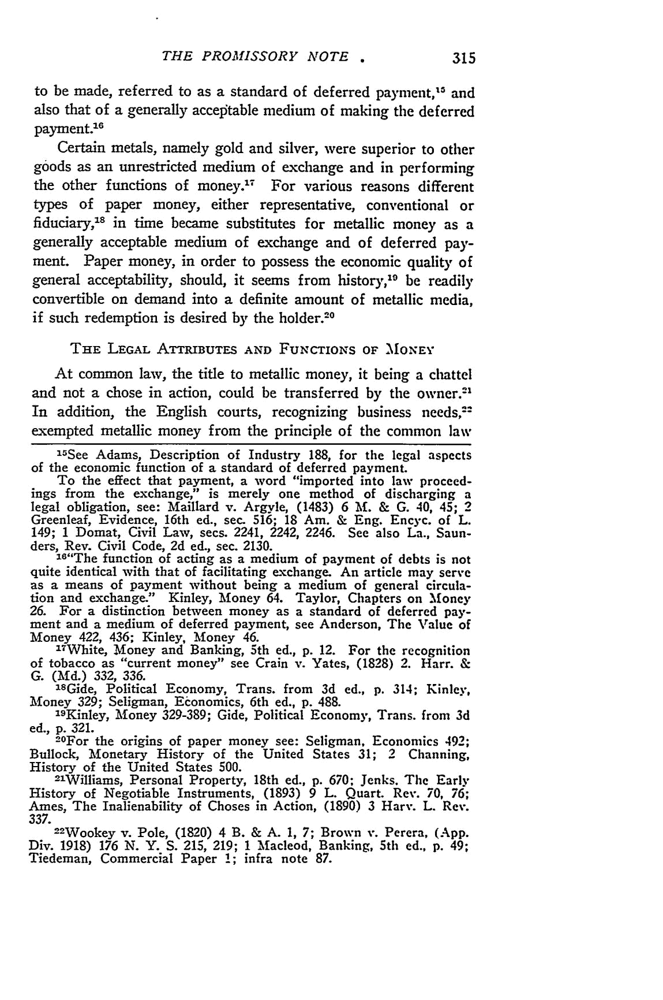 THE PROMISSORY NOTE . 315
to be made, referred to as a standard of deferred payment,¹⁵ and
also that of a generally acceptable medium of making the deferred
payment.¹⁶
Certain metals, namely gold and silver, were superior to other
goods as an unrestricted medium of exchange and in performing
the other functions of money.¹⁷ For various reasons different
types of paper money, either representative, conventional or
fiduciary,¹⁸ in time became substitutes for metallic money as a
generally acceptable medium of exchange and of deferred pay-
ment. Paper money, in order to possess the economic quality of
general acceptability, should, it seems from history,¹⁹ be readily
convertible on demand into a definite amount of metallic media,
if such redemption is desired by the holder.²⁰
THE LEGAL ATTRIBUTES AND FUNCTIONS OF MONEY
At common law, the title to metallic money, it being a chattel
and not a chose in action, could be transferred by the owner.²¹
In addition, the English courts, recognizing business needs,²²
exempted metallic money from the principle of the common law
¹⁵See Adams, Description of Industry 188, for the legal aspects
of the economic function of a standard of deferred payment.
To the effect that payment, a word “imported into law proceed-
ings from the exchange,” is merely one method of discharging a
legal obligation, see: Maillard v. Argyle, (1483) 6 M. & G. 40, 45; 2
Greenleaf, Evidence, 16th ed., sec. 516; 18 Am. & Eng. Encyc. of L.
149; 1 Domat, Civil Law, secs. 2241, 2242, 2246. See also La., Saun-
ders, Rev. Civil Code, 2d ed., sec. 2130.
¹⁶“The function of acting as a medium of payment of debts is not
quite identical with that of facilitating exchange. An article may serve
as a means of payment without being a medium of general circula-
tion and exchange.” Kinley, Money 64. Taylor, Chapters on Money
26. For a distinction between money as a standard of deferred pay-
ment and a medium of deferred payment, see Anderson, The Value of
Money 422, 436; Kinley, Money 46.
¹⁷White, Money and Banking, 5th ed., p. 12. For the recognition
of tobacco as “current money” see Crain v. Yates, (1828) 2. Harr. &
G. (Md.) 332, 336.
¹⁸Gide, Political Economy, Trans. from 3d ed., p. 314; Kinley,
Money 329; Seligman, Economics, 6th ed., p. 488.
¹⁹Kinley, Money 329-389; Gide, Political Economy, Trans. from 3d
ed., p. 321.
²⁰For the origins of paper money see: Seligman, Economics 492;
Bullock, Monetary History of the United States 31; 2 Channing,
History of the United States 500.
²¹Williams, Personal Property, 18th ed., p. 670; Jenks. The Early
History of Negotiable Instruments, (1893) 9 L. Quart. Rev. 70, 76;
Ames, The Inalienability of Choses in Action, (1890) 3 Harv. L. Rev.
337.
²²Wookey v. Pole, (1820) 4 B. & A. 1, 7; Brown v. Perera, (App.
Div. 1918) 176 N. Y. S. 215, 219; 1 Macleod, Banking, 5th ed., p. 49;
Tiedeman, Commercial Paper 1; infra note 87.